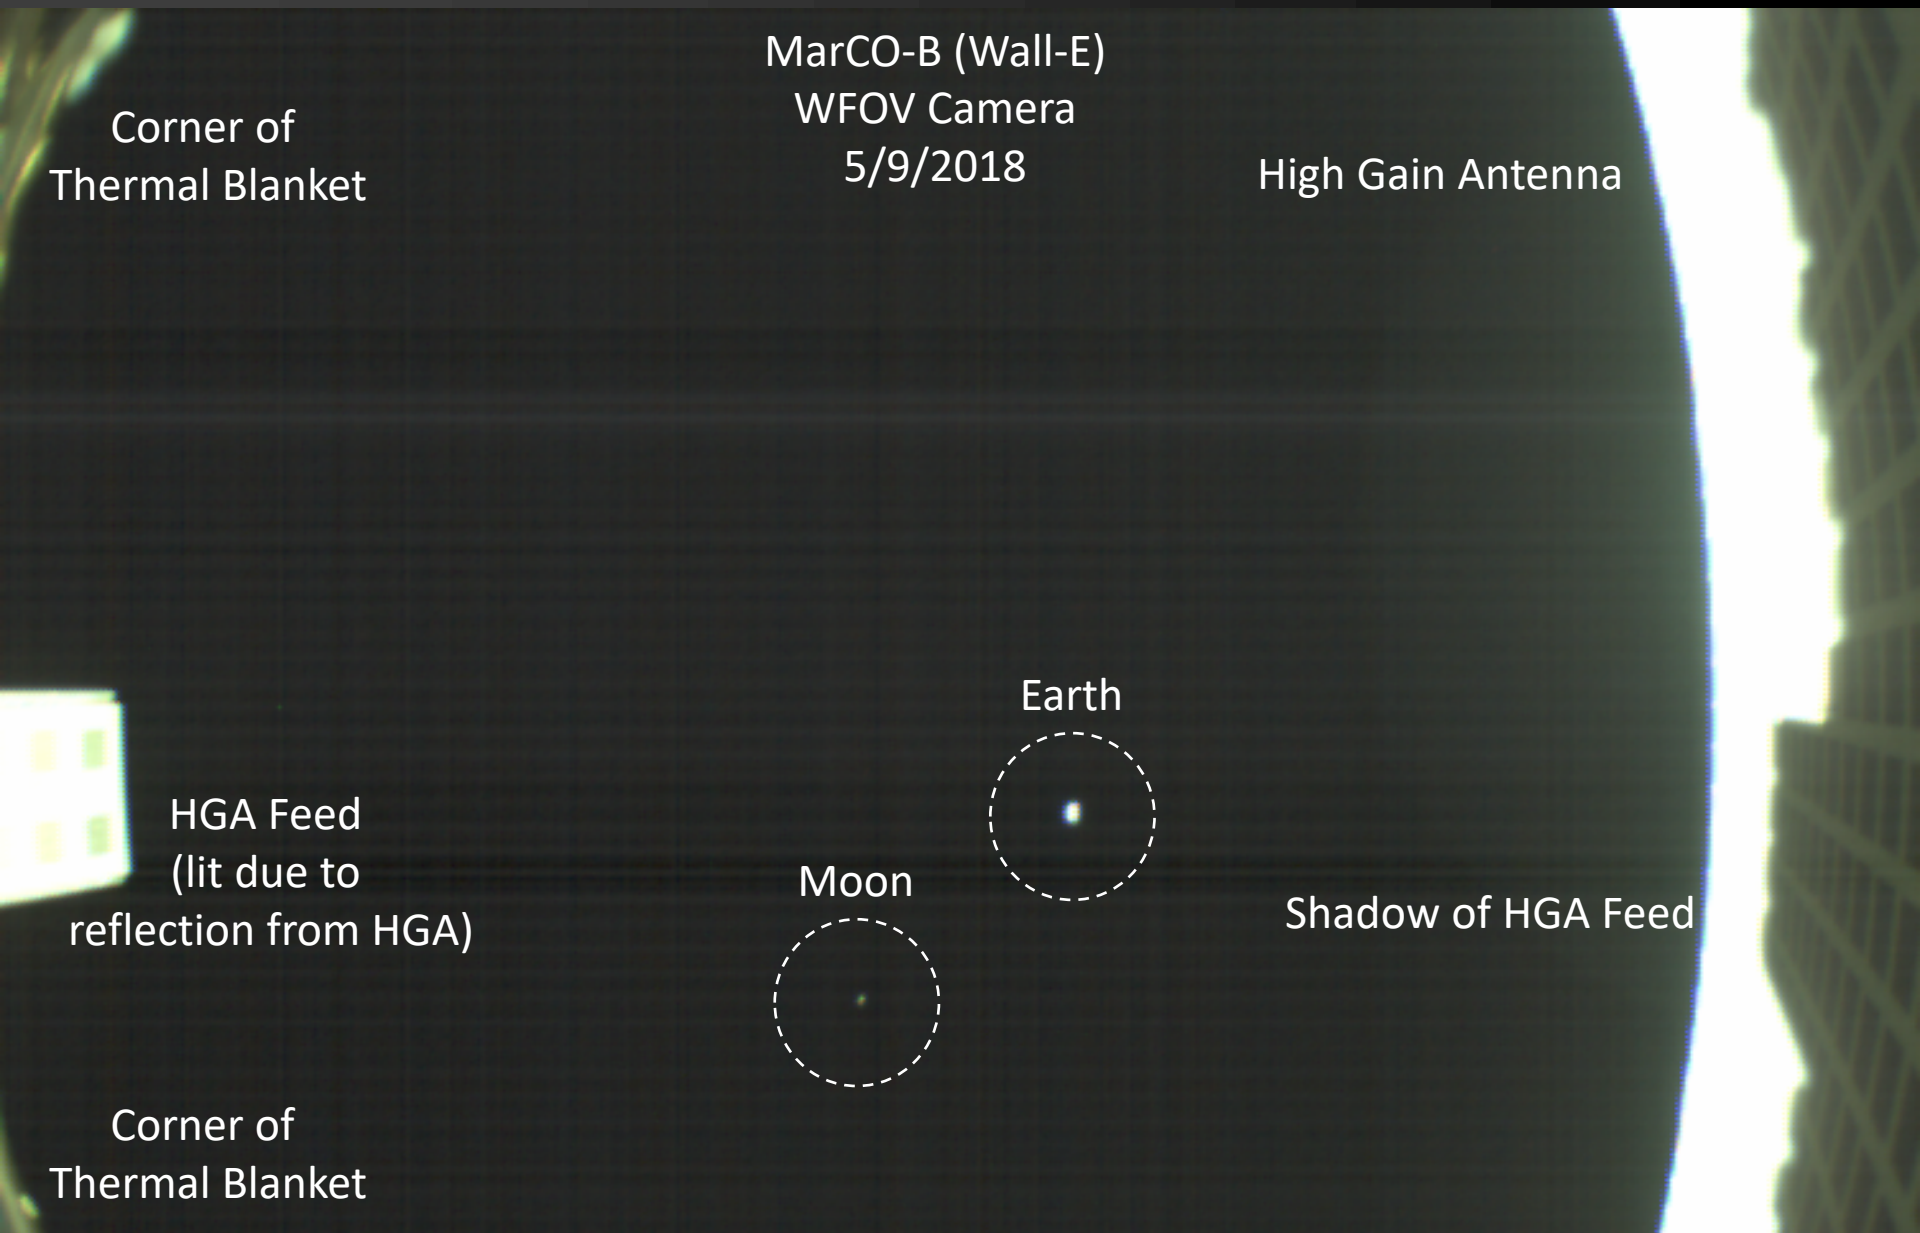 MarCO-B (Wall-E)
WFOV Camera
5/9/2018
Corner of
Thermal Blanket
High Gain Antenna
Earth
HGA Feed
(lit due to
reflection from HGA)
Moon
Shadow of HGA Feed
Corner of
Thermal Blanket